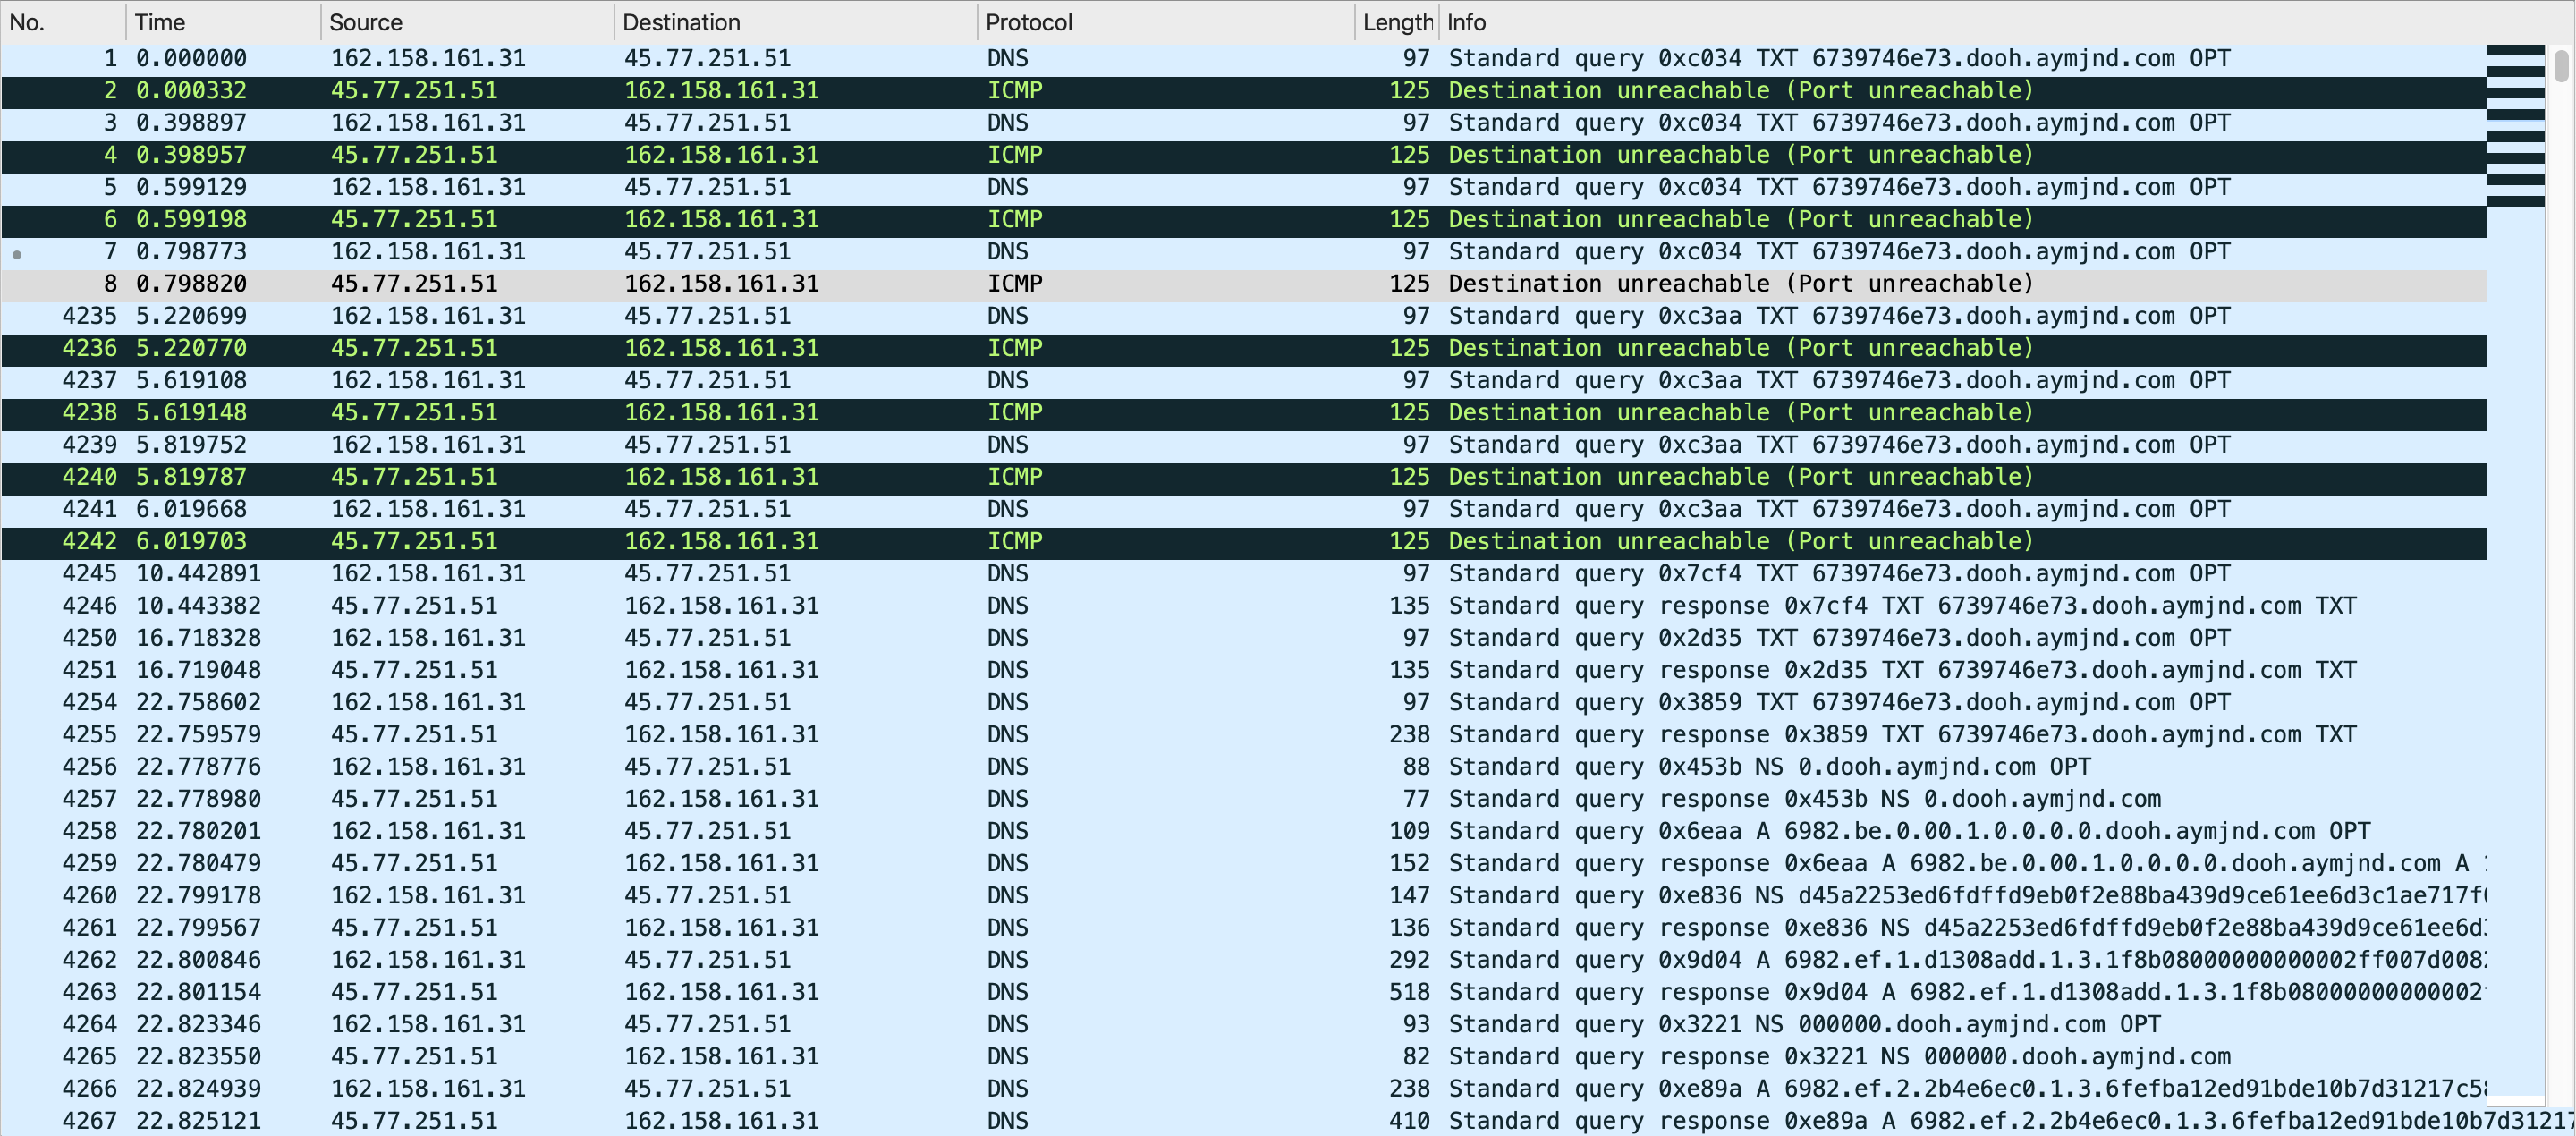 No. Time Source Destination Protocol Length Info
1 0.000000 162.158.161.31 45.77.251.51 DNS 97 Standard query 0xc034 TXT 6739746e73.dooh.aymjnd.com OPT
2 0.000332 45.77.251.51 162.158.161.31 ICMP 125 Destination unreachable (Port unreachable)
3 0.398897 162.158.161.31 45.77.251.51 DNS 97 Standard query 0xc034 TXT 6739746e73.dooh.aymjnd.com OPT
4 0.398957 45.77.251.51 162.158.161.31 ICMP 125 Destination unreachable (Port unreachable)
5 0.599129 162.158.161.31 45.77.251.51 DNS 97 Standard query 0xc034 TXT 6739746e73.dooh.aymjnd.com OPT
6 0.599198 45.77.251.51 162.158.161.31 ICMP 125 Destination unreachable (Port unreachable)
7 0.798773 162.158.161.31 45.77.251.51 DNS 97 Standard query 0xc034 TXT 6739746e73.dooh.aymjnd.com OPT
8 0.798820 45.77.251.51 162.158.161.31 ICMP 125 Destination unreachable (Port unreachable)
4235 5.220699 162.158.161.31 45.77.251.51 DNS 97 Standard query 0xc3aa TXT 6739746e73.dooh.aymjnd.com OPT
4236 5.220770 45.77.251.51 162.158.161.31 ICMP 125 Destination unreachable (Port unreachable)
4237 5.619108 162.158.161.31 45.77.251.51 DNS 97 Standard query 0xc3aa TXT 6739746e73.dooh.aymjnd.com OPT
4238 5.619148 45.77.251.51 162.158.161.31 ICMP 125 Destination unreachable (Port unreachable)
4239 5.819752 162.158.161.31 45.77.251.51 DNS 97 Standard query 0xc3aa TXT 6739746e73.dooh.aymjnd.com OPT
4240 5.819787 45.77.251.51 162.158.161.31 ICMP 125 Destination unreachable (Port unreachable)
4241 6.019668 162.158.161.31 45.77.251.51 DNS 97 Standard query 0xc3aa TXT 6739746e73.dooh.aymjnd.com OPT
4242 6.019703 45.77.251.51 162.158.161.31 ICMP 125 Destination unreachable (Port unreachable)
4245 10.442891 162.158.161.31 45.77.251.51 DNS 97 Standard query 0x7cf4 TXT 6739746e73.dooh.aymjnd.com OPT
4246 10.443382 45.77.251.51 162.158.161.31 DNS 135 Standard query response 0x7cf4 TXT 6739746e73.dooh.aymjnd.com TXT
4250 16.718328 162.158.161.31 45.77.251.51 DNS 97 Standard query 0x2d35 TXT 6739746e73.dooh.aymjnd.com OPT
4251 16.719048 45.77.251.51 162.158.161.31 DNS 135 Standard query response 0x2d35 TXT 6739746e73.dooh.aymjnd.com TXT
4254 22.758602 162.158.161.31 45.77.251.51 DNS 97 Standard query 0x3859 TXT 6739746e73.dooh.aymjnd.com OPT
4255 22.759579 45.77.251.51 162.158.161.31 DNS 238 Standard query response 0x3859 TXT 6739746e73.dooh.aymjnd.com TXT
4256 22.778776 162.158.161.31 45.77.251.51 DNS 88 Standard query 0x453b NS 0.dooh.aymjnd.com OPT
4257 22.778980 45.77.251.51 162.158.161.31 DNS 77 Standard query response 0x453b NS 0.dooh.aymjnd.com
4258 22.780201 162.158.161.31 45.77.251.51 DNS 109 Standard query 0x6eaa A 6982.be.0.00.1.0.0.0.0.dooh.aymjnd.com OPT
4259 22.780479 45.77.251.51 162.158.161.31 DNS 152 Standard query response 0x6eaa A 6982.be.0.00.1.0.0.0.0.dooh.aymjnd.com A
4260 22.799178 162.158.161.31 45.77.251.51 DNS 147 Standard query 0xe836 NS d45a2253ed6fdffd9eb0f2e88ba439d9ce61ee6d3c1ae717f
4261 22.799567 45.77.251.51 162.158.161.31 DNS 136 Standard query response 0xe836 NS d45a2253ed6fdffd9eb0f2e88ba439d9ce61ee6d
4262 22.800846 162.158.161.31 45.77.251.51 DNS 292 Standard query 0x9d04 A 6982.ef.1.d1308add.1.3.1f8b08000000000002ff007d008
4263 22.801154 45.77.251.51 162.158.161.31 DNS 518 Standard query response 0x9d04 A 6982.ef.1.d1308add.1.3.1f8b08000000000002
4264 22.823346 162.158.161.31 45.77.251.51 DNS 93 Standard query 0x3221 NS 000000.dooh.aymjnd.com OPT
4265 22.823550 45.77.251.51 162.158.161.31 DNS 82 Standard query response 0x3221 NS 000000.dooh.aymjnd.com
4266 22.824939 162.158.161.31 45.77.251.51 DNS 238 Standard query 0xe89a A 6982.ef.2.2b4e6ec0.1.3.6fefba12ed91bde10b7d31217c5
4267 22.825121 45.77.251.51 162.158.161.31 DNS 410 Standard query response 0xe89a A 6982.ef.2.2b4e6ec0.1.3.6fefba12ed91bde10b7d3121